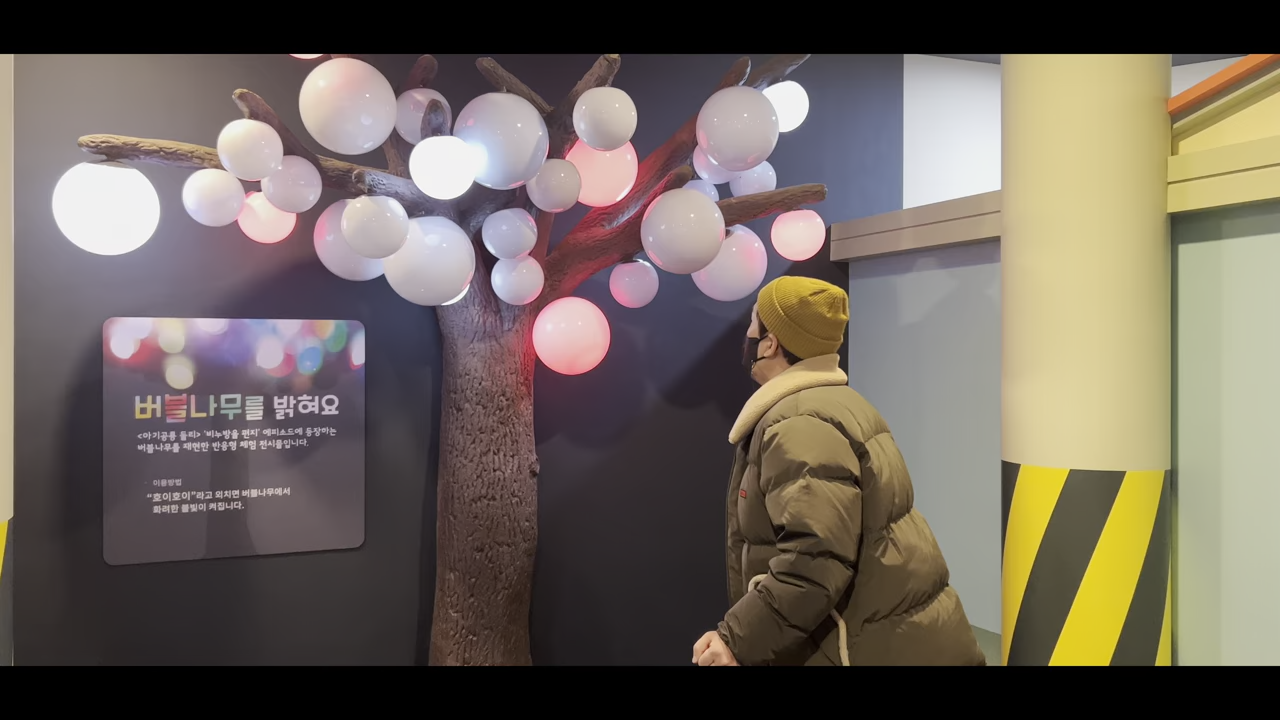 버블나무를 밝혀요
<아기공룡 둘리> '비누방울 편지' 에피소드에 등장하는
버블나무를 재현한 반응형 체험 전시물입니다.
이용방법
“호이호이”라고 외치면 버블나무에서
화려한 불빛이 켜집니다.